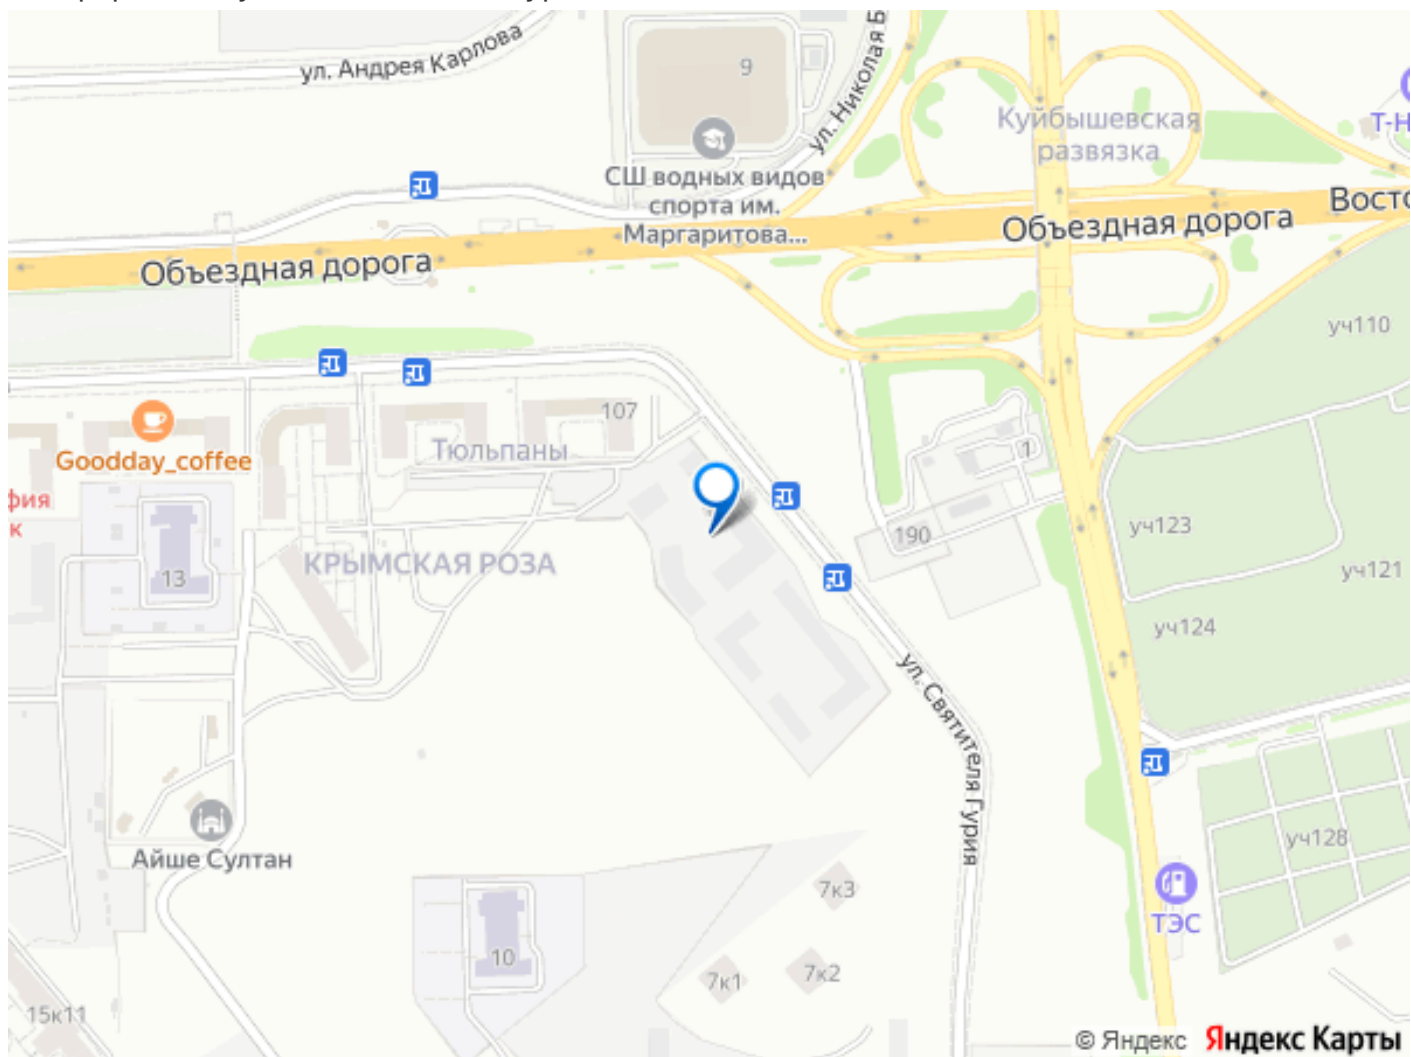 ул. Андрея Карлова
9
ул. Николая Б
Куйбышевская
развязка
Т-Н
СШ водных видов
спорта им.
Маргаритова...
Объездная дорога
Восто
Объездная дорога
уч110
107
Тюльпаны
Goodday_coffee
фия
к
1
190
уч123
КРЫМСКАЯ РОЗА
13
уч121
уч124
ул. Святителя Гурия
Айше Султан
уч128
7к3
ТЭС
10
7к1
7к2
15к11
© Яндекс Яндекс Карты